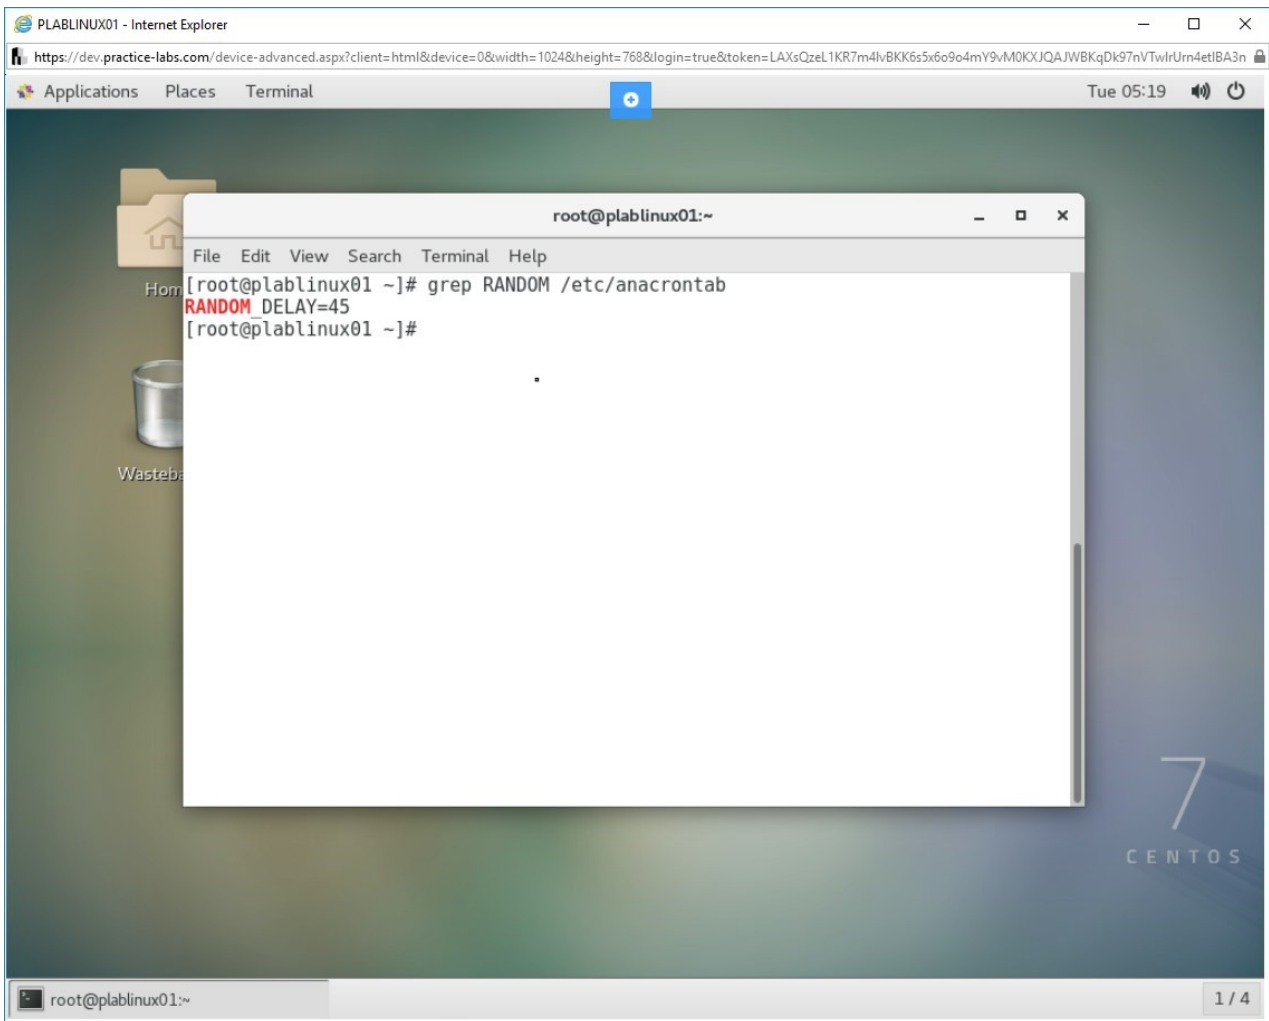 PLABLINUX01 - Internet Explorer
https://dev.practice-labs.com/device-advanced.aspx?client=html&device=0&width=1024&height=768&login=true&token=LAXsQzeL1KR7m4lvBKK6s5x6o9o4mY9vM0KXJQAJWBKqDk97nVTwlrUrn4etlBA3n
Applications Places Terminal Tue 05:19
root@plablinux01:~
File Edit View Search Terminal Help
[root@plablinux01 ~]# grep RANDOM /etc/anacrontab
RANDOM_DELAY=45
[root@plablinux01 ~]#
Hom
Wasteba
7
CENTOS
root@plablinux01:~ 1 / 4